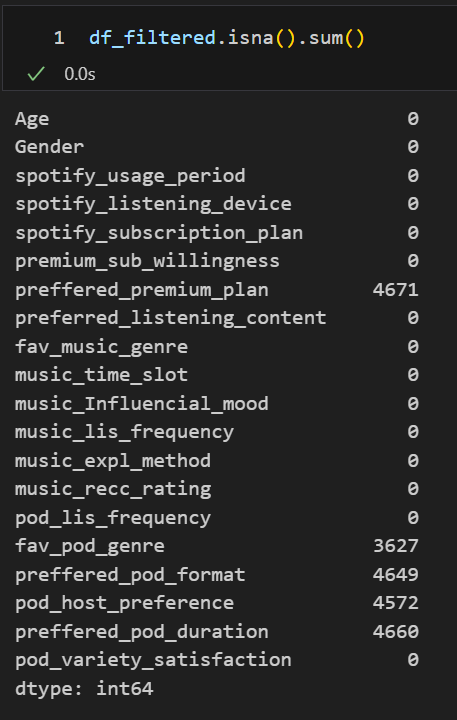 1 df_filtered.isna().sum()
✓ 0.0s
Age 0
Gender 0
spotify_usage_period 0
spotify_listening_device 0
spotify_subscription_plan 0
premium_sub_willingness 0
preffered_premium_plan 4671
preferred_listening_content 0
fav_music_genre 0
music_time_slot 0
music_Influencial_mood 0
music_lis_frequency 0
music_expl_method 0
music_recc_rating 0
pod_lis_frequency 0
fav_pod_genre 3627
preffered_pod_format 4649
pod_host_preference 4572
preffered_pod_duration 4660
pod_variety_satisfaction 0
dtype: int64